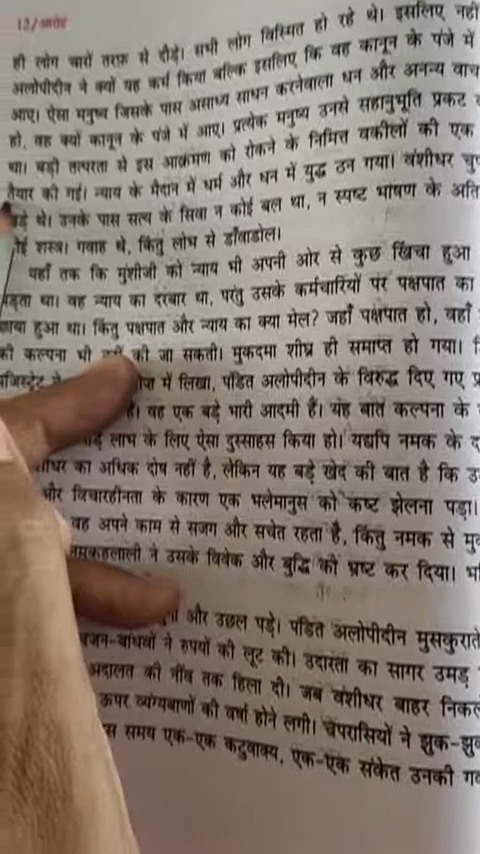 12/आरोह
ही लोग चारों तरफ़ से दौड़े। सभी लोग विस्मित हो रहे थे। इसलिए नहीं
अलोपीदीन ने क्यों यह कर्म किया बल्कि इसलिए कि वह कानून के पंजे में
आए। ऐसा मनुष्य जिसके पास असाध्य साधन करनेवाला धन और अनन्य वाच
हो, वह क्यों कानून के पंजे में आए। प्रत्येक मनुष्य उनसे सहानुभूति प्रकट
था। बड़ी तत्परता से इस आक्रमण को रोकने के निमित्त वकीलों की एक
तैयार की गई। न्याय के मैदान में धर्म और धन में युद्ध ठन गया। वंशीधर चुप
खड़े थे। उनके पास सत्य के सिवा न कोई बल था, न स्पष्ट भाषण के अति
ोई शस्त्र। गवाह थे, किंतु लोभ से डाँवाडोल।
यहाँ तक कि मुंशीजी को न्याय भी अपनी ओर से कुछ खिंचा हुआ
पड़ता था। वह न्याय का दरबार था, परंतु उसके कर्मचारियों पर पक्षपात का
छाया हुआ था। किंतु पक्षपात और न्याय का क्या मेल? जहाँ पक्षपात हो, वहाँ
की कल्पना भी की जा सकती। मुकदमा शीघ्र ही समाप्त हो गया।
में लिखा, पंडित अलोपीदीन के विरुद्ध दिए गए
हैं। वह एक बड़े भारी आदमी हैं। यह बात कल्पना के
लाभ के लिए ऐसा दुस्साहस किया हो। यद्यपि नमक के द
का अधिक दोष नहीं है, लेकिन यह बड़े खेद की बात है कि उ
और विचारहीनता के कारण एक भलेमानुस को कष्ट झेलना पड़ा।
वह अपने काम से सजग और सचेत रहता है, किंतु नमक से मु
नमकहलाली ने उसके विवेक और बुद्धि को भ्रष्ट कर दिया।
और उछल पड़े। पंडित अलोपीदीन मुसकुराते
स्वजन-बांधवों ने रुपयों की लूट की। उदारता का सागर उमड़
अदालत की नींव तक हिला दी। जब वंशीधर बाहर निकल
ऊपर व्यंग्यबाणों की वर्षा होने लगी। चपरासियों ने झुक-झु
स समय एक-एक कटुवाक्य, एक-एक संकेत उनकी